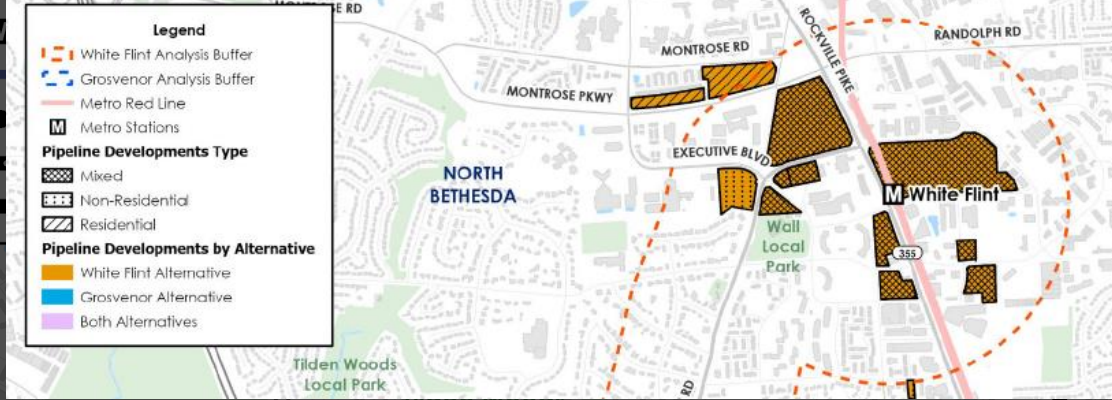 MONTROSE RD
Legend
White Flint Analysis Buffer
Grosvenor Analysis Buffer
Metro Red Line
M Metro Stations
Pipeline Developments Type
Mixed
Non-Residential
Residential
Pipeline Developments by Alternative
White Flint Alternative
Grosvenor Alternative
Both Alternatives
ROCKVILLE PIKE
RANDOLPH RD
MONTROSE RD
MONTROSE PKWY
EXECUTIVE BLVD
NORTH
BETHESDA
M White Flint
Wall
Local
Park
355
Tilden Woods
Local Park
RD